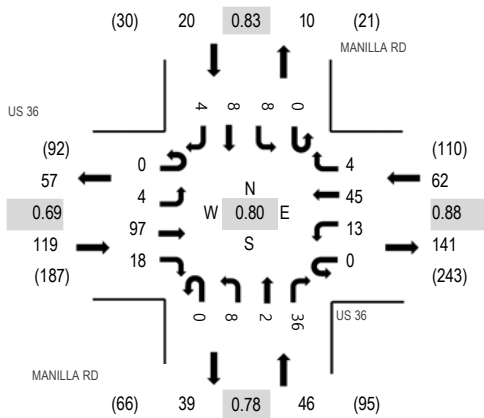 (30) 20 0.83 10 (21)
MANILLA RD
US 36
4 8 8 0
(92) 0 4 (110)
57 4 N 45 62
0.69 W 0.80 E 0.88
97 S 13
119 18 0 141
(187) (243)
0 8 2 36
US 36
MANILLA RD
(66) 39 0.78 46 (95)